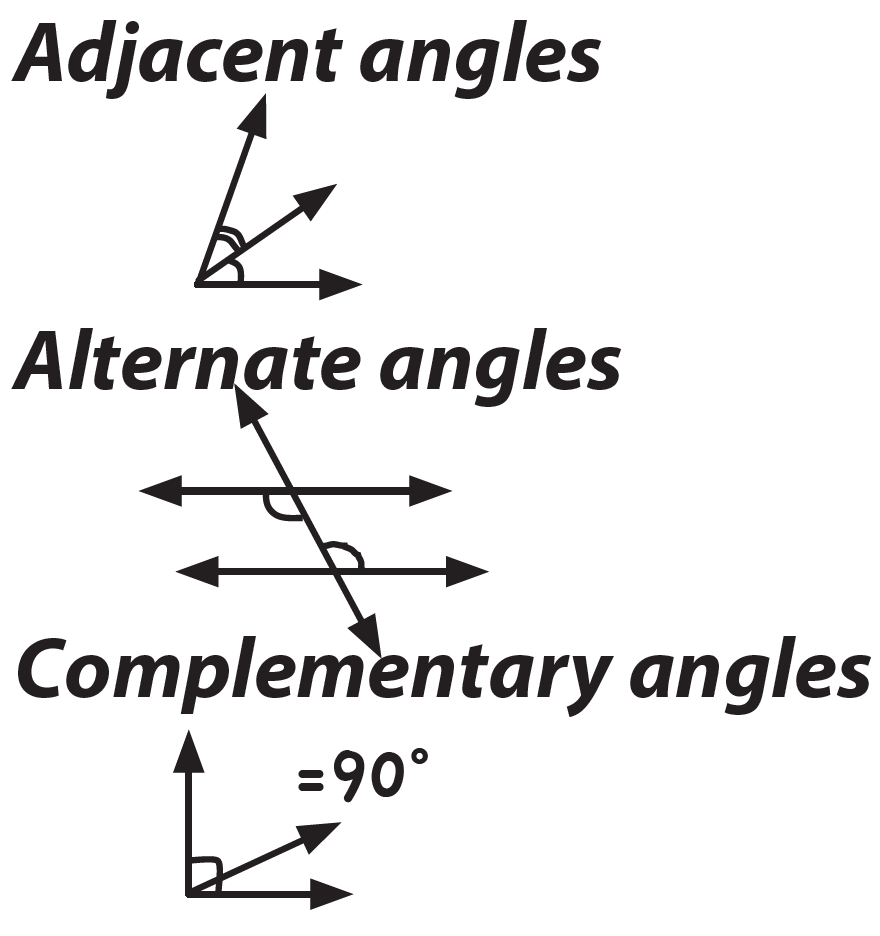 Adjacent angles
Alternate angles
Complementary angles
=90°